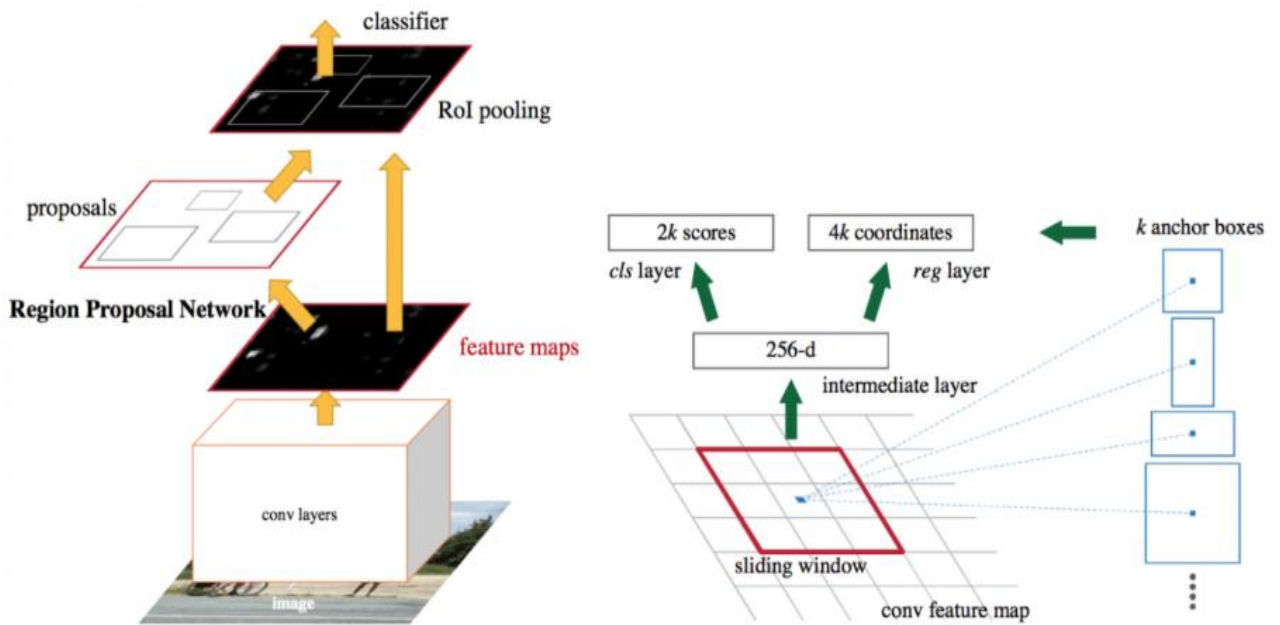 classifier
RoI pooling
proposals
Region Proposal Network
feature maps
conv layers
image
2k scores
4k coordinates
k anchor boxes
cls layer
reg layer
256-d
intermediate layer
sliding window
conv feature map